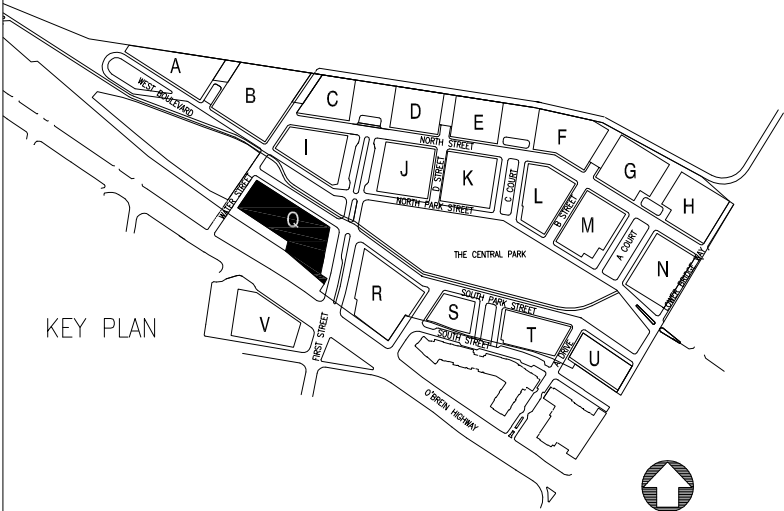 A
B
WEST BOULEVARD
C
D
E
F
G
H
NORTH STREET
I
J
D STREET
K
C COURT
L
B STREET
M
A COURT
N
NORTH PARK STREET
WATER STREET
Q
THE CENTRAL PARK
LOWER BRIDGE WAY
R
SOUTH PARK STREET
S
SOUTH STREET
T
A DRIVE
U
V
FIRST STREET
O'BREIN HIGHWAY
KEY PLAN